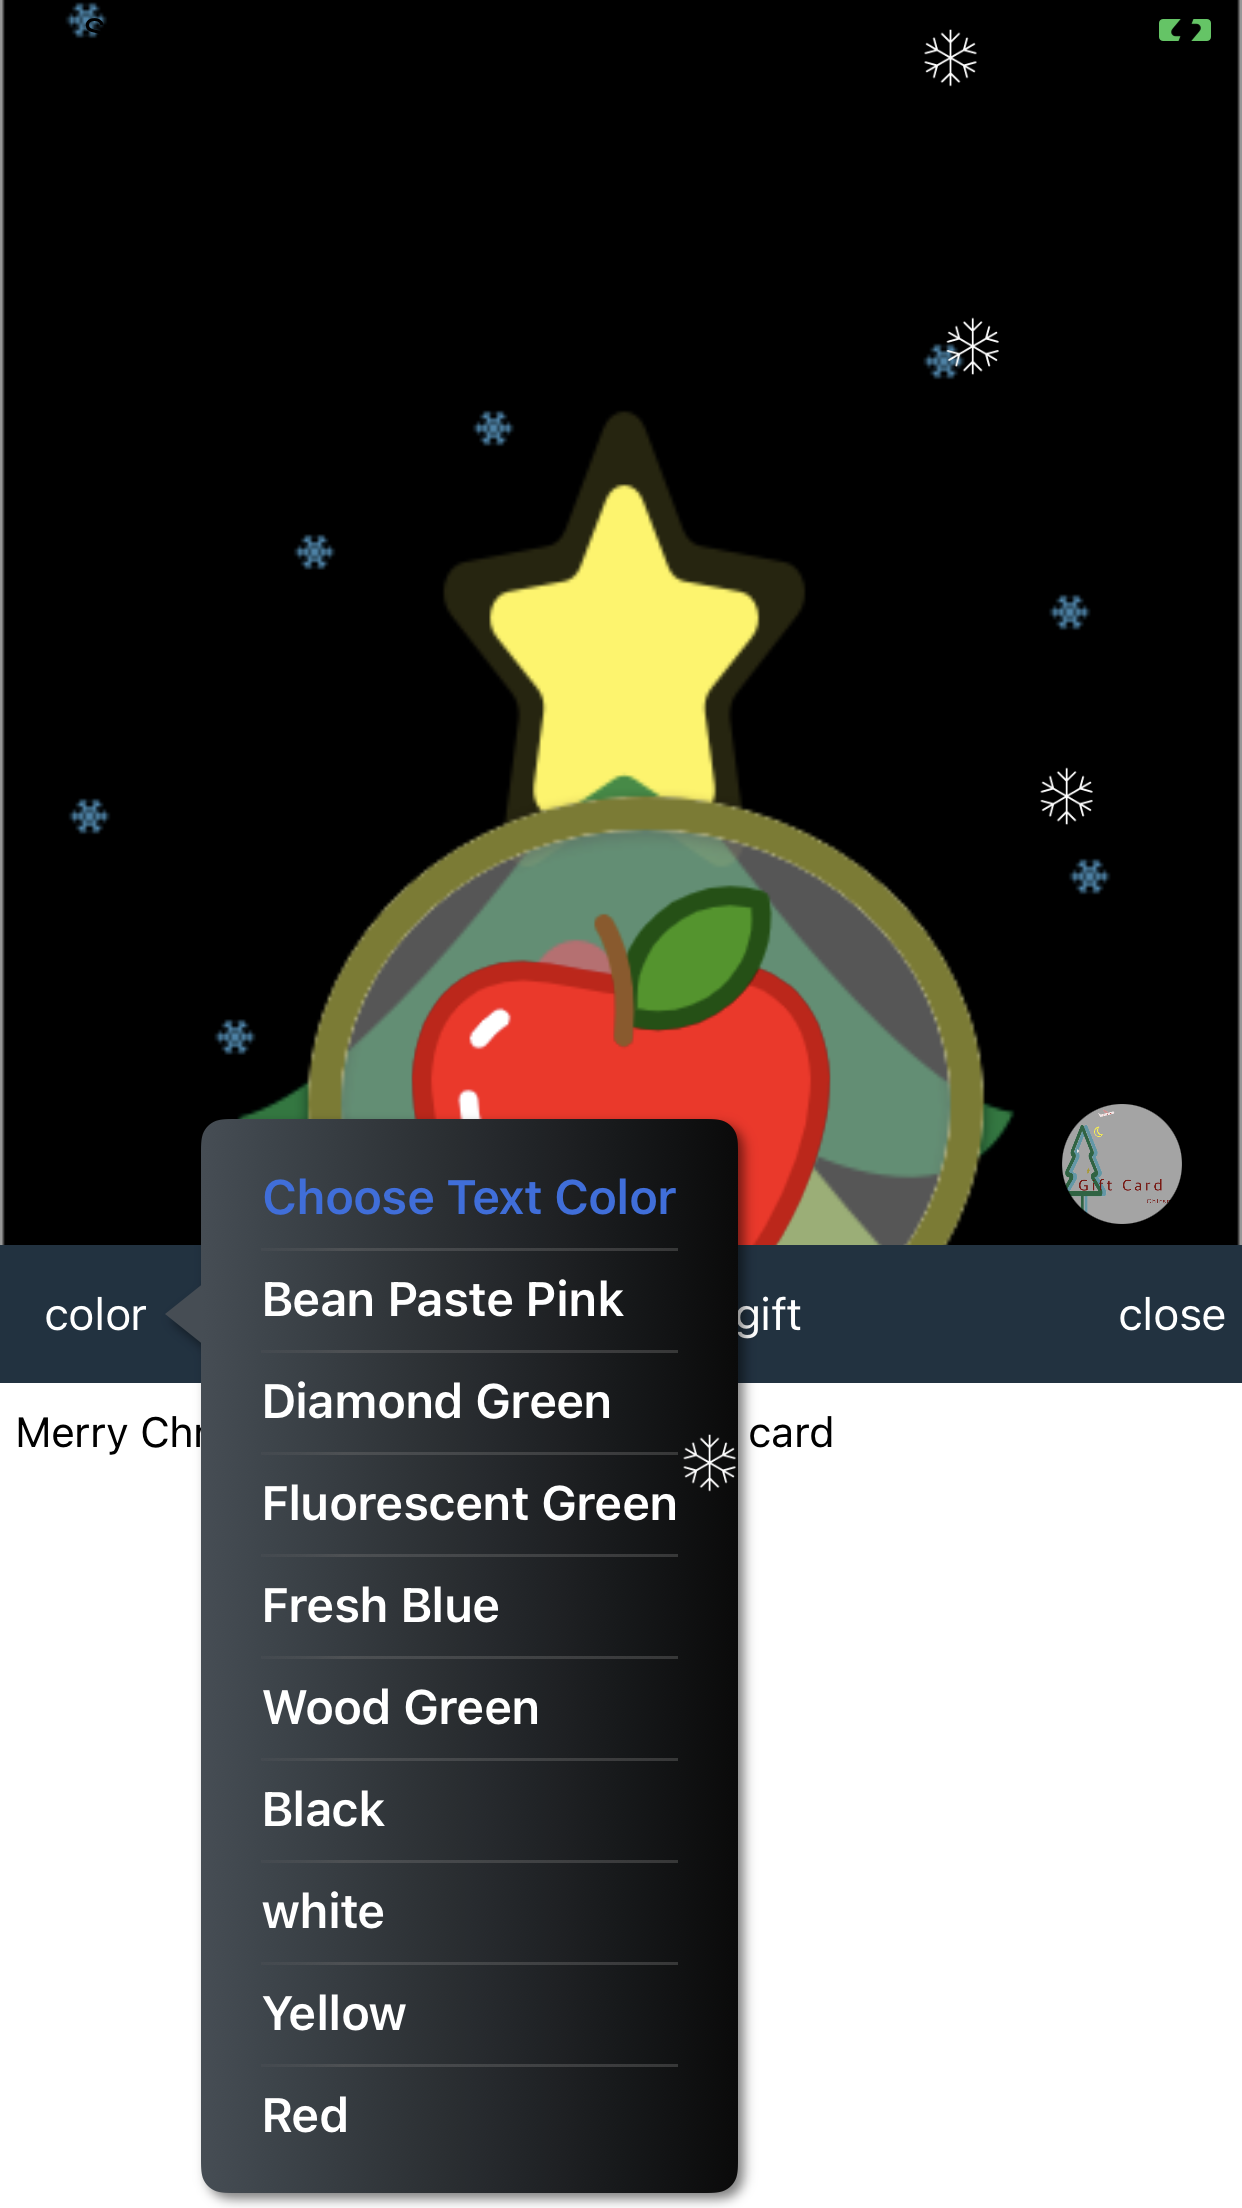 Gift Card
Choose Text Color
Bean Paste Pink
color
gift
close
Diamond Green
Merry Chr
card
Fluorescent Green
Fresh Blue
Wood Green
Black
white
Yellow
Red